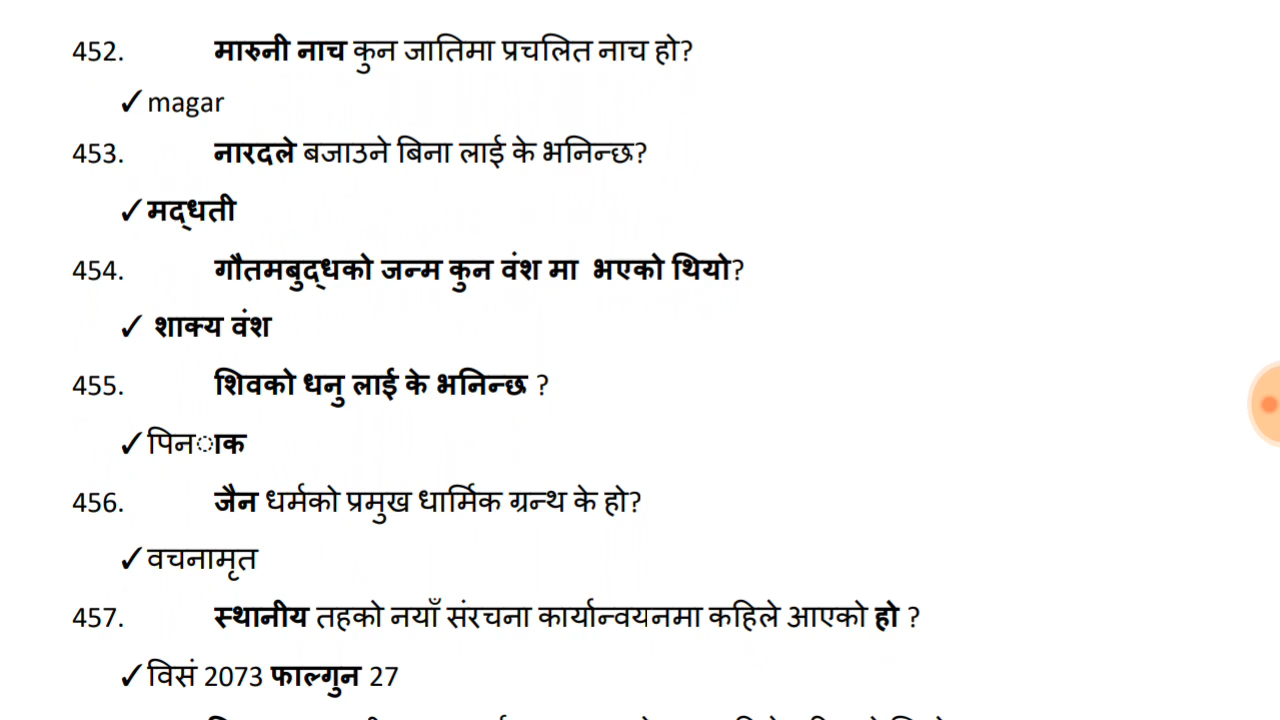 452. मारुनी नाच कुन जातिमा प्रचलित नाच हो?
✓magar
453. नारदले बजाउने बिना लाई के भनिन्छ?
✓मद्धती
454. गौतमबुद्धको जन्म कुन वंश मा भएको थियो?
✓ शाक्य वंश
455. शिवको धनु लाई के भनिन्छ ?
✓पिन◌ाक
456. जैन धर्मको प्रमुख धार्मिक ग्रन्थ के हो?
✓वचनामृत
457. स्थानीय तहको नयाँ संरचना कार्यान्वयनमा कहिले आएको हो ?
✓विसं 2073 फाल्गुन 27